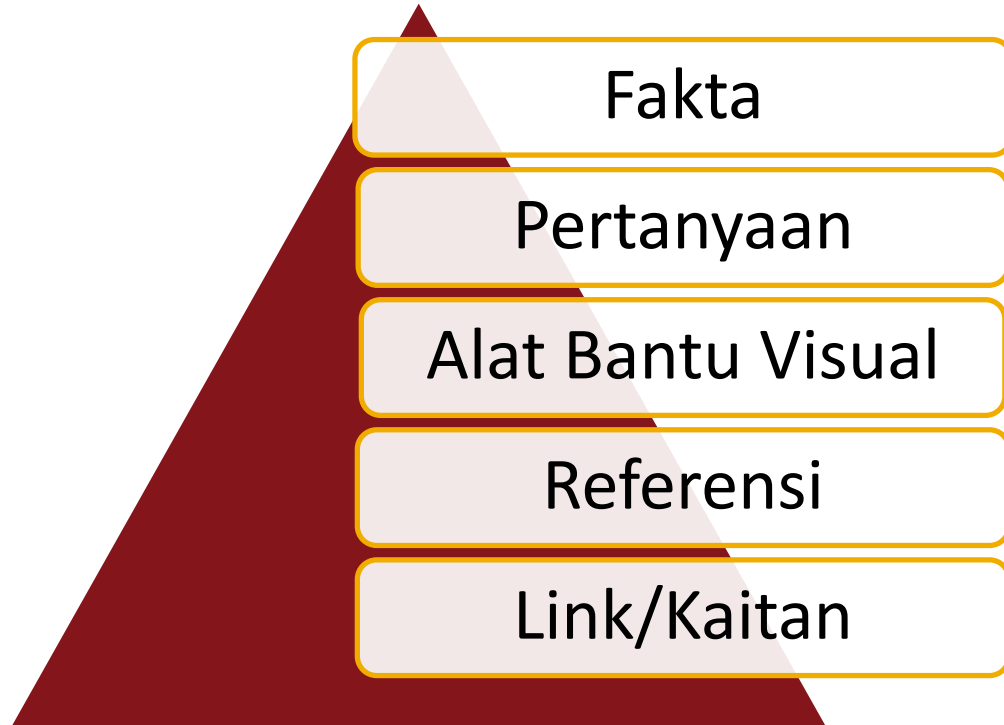 Fakta
Pertanyaan
Alat Bantu Visual
Referensi
Link/Kaitan